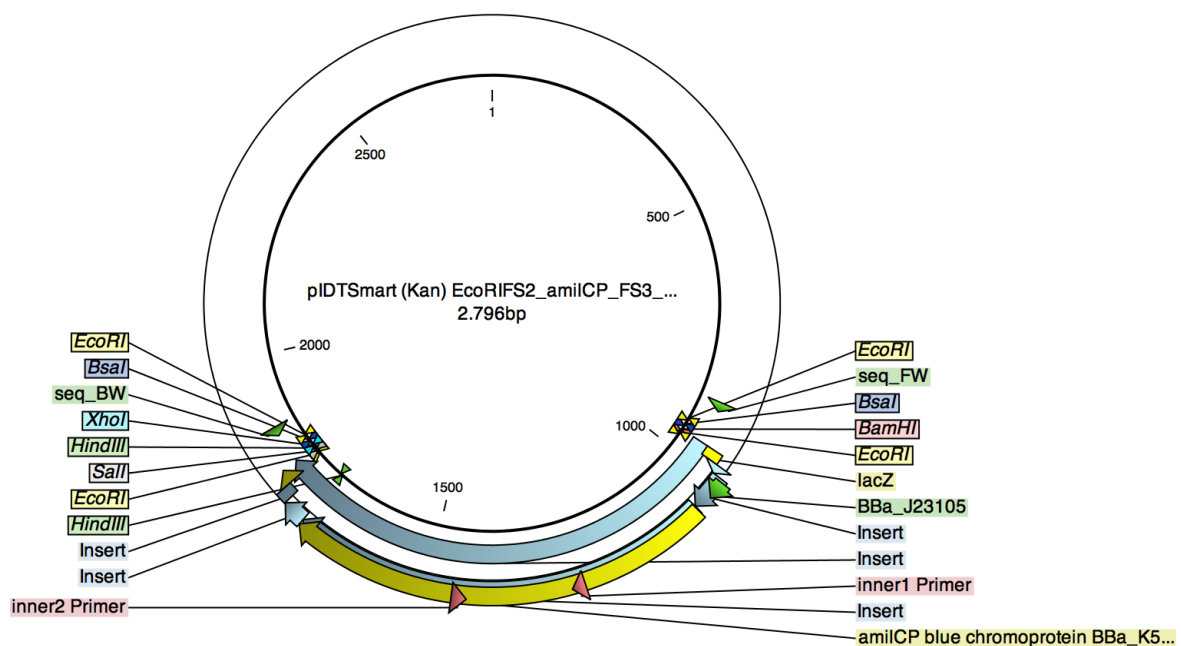 1
2500
500
pIDTSmart (Kan) EcoRIFS2_amilCP_FS3_...
2.796bp
2000
1000
1500
EcoRI
BsaI
seq_BW
XhoI
HindIII
SalI
EcoRI
HindIII
Insert
Insert
inner2 Primer
EcoRI
seq_FW
BsaI
BamHI
EcoRI
lacZ
BBa_J23105
Insert
Insert
inner1 Primer
Insert
amilCP blue chromoprotein BBa_K5...